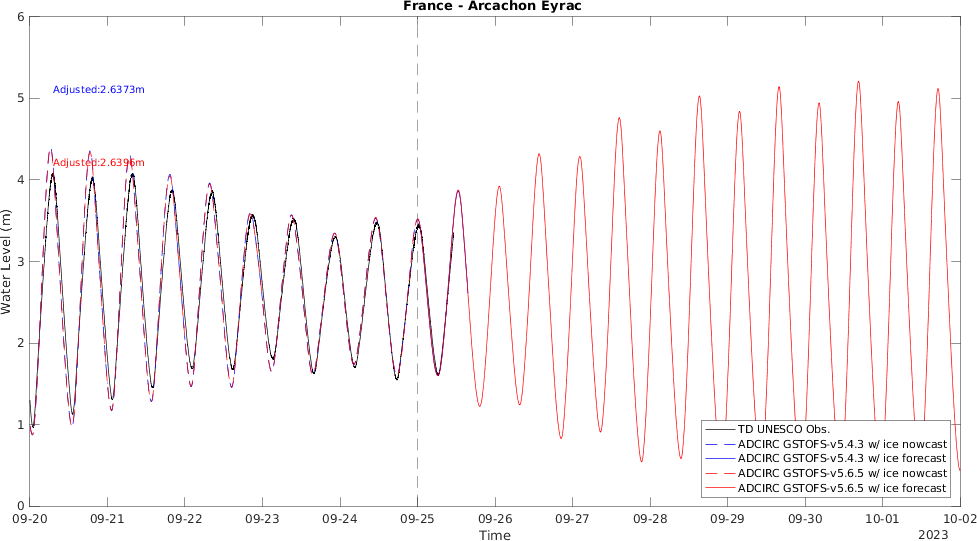 France - Arcachon Eyrac
6
5
4
3
2
1
0
Water Level (m)
Adjusted:2.6373m
Adjusted:2.6396m
TD UNESCO Obs.
ADCIRC GSTOFS-v5.4.3 w/ ice nowcast
ADCIRC GSTOFS-v5.4.3 w/ ice forecast
ADCIRC GSTOFS-v5.6.5 w/ ice nowcast
ADCIRC GSTOFS-v5.6.5 w/ ice forecast
09-20 09-21 09-22 09-23 09-24 09-25 09-26 09-27 09-28 09-29 09-30 10-01 10-02
Time
2023